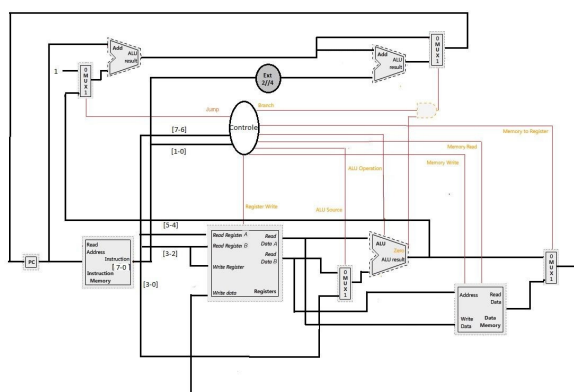 Add
ALU
result
1
0
M
U
X
1
Add
ALU
result
0
M
U
X
1
Ext
2//4
Jump
Branch
Controle
[7-6]
[1-0]
Memory to Register
Memory Read
Memory Write
ALU Operation
ALU Source
Register Write
[5-4]
[3-2]
[3-0]
PC
Read
Address
Instruction
[7-0]
Instruction
Memory
Read Register A
Read Register B
Write Register
Write data
Read
Data A
Read
Data B
Registers
0
M
U
X
1
ALU
Zero
ALU result
Address
Read
Data
Write
Data
Data
Memory
0
M
U
X
1